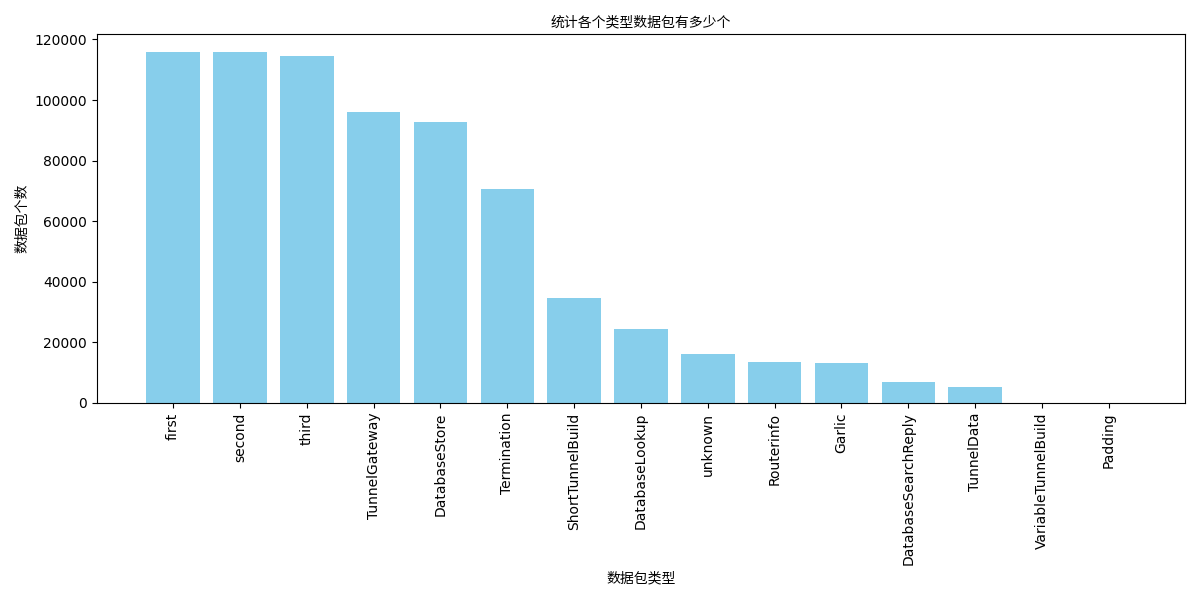 统计各个类型数据包有多少个
120000
100000
80000
60000
40000
20000
0
数据包个数
first
second
third
TunnelGateway
DatabaseStore
Termination
ShortTunnelBuild
DatabaseLookup
unknown
Routerinfo
Garlic
DatabaseSearchReply
TunnelData
VariableTunnelBuild
Padding
数据包类型